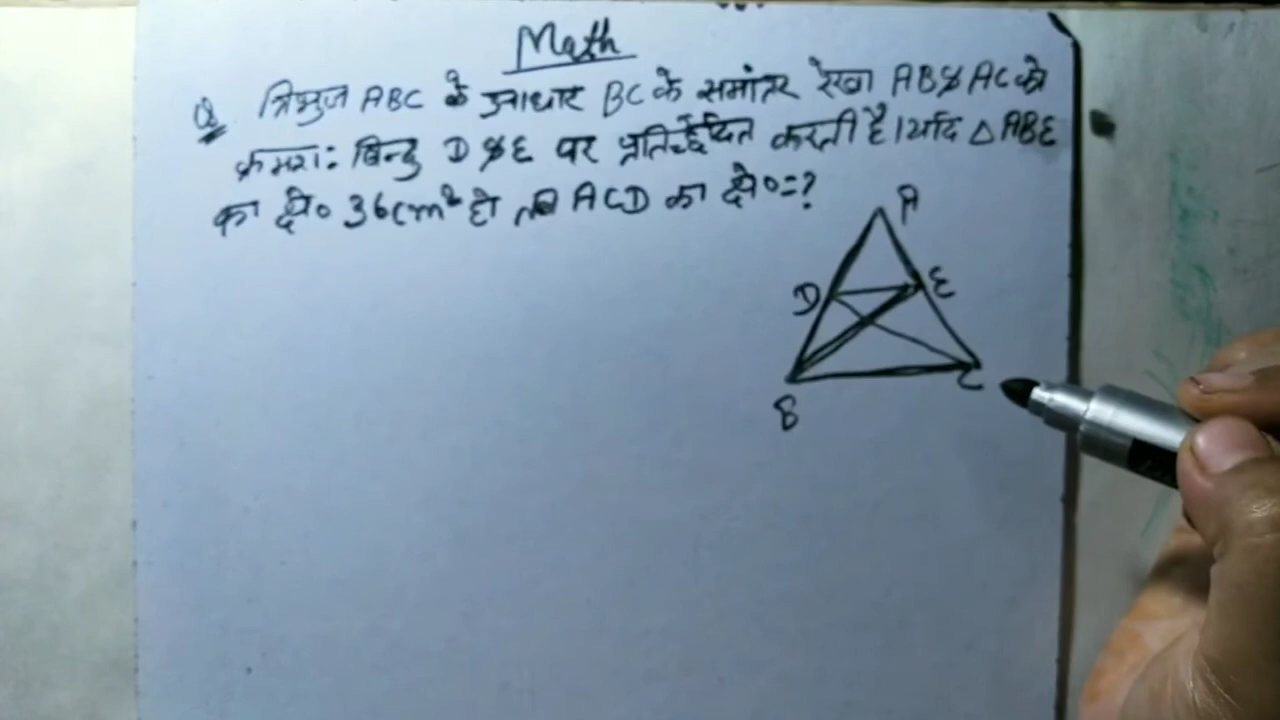 Math
Q त्रिभुज ABC के आधार BC के समांतर रेखा AB & AC को
क्रमशः बिन्दु D & E पर प्रतिच्छेदित करती है। यदि △ ABE
का क्षे० 36cm² हो तो ACD का क्षे० = ?
A
D E
B C